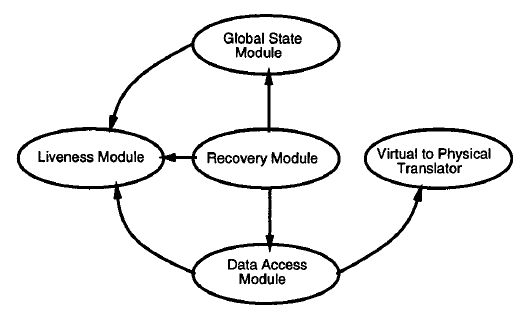 Global State
Module
Liveness Module
Recovery Module
Virtual to Physical
Translator
Data Access
Module